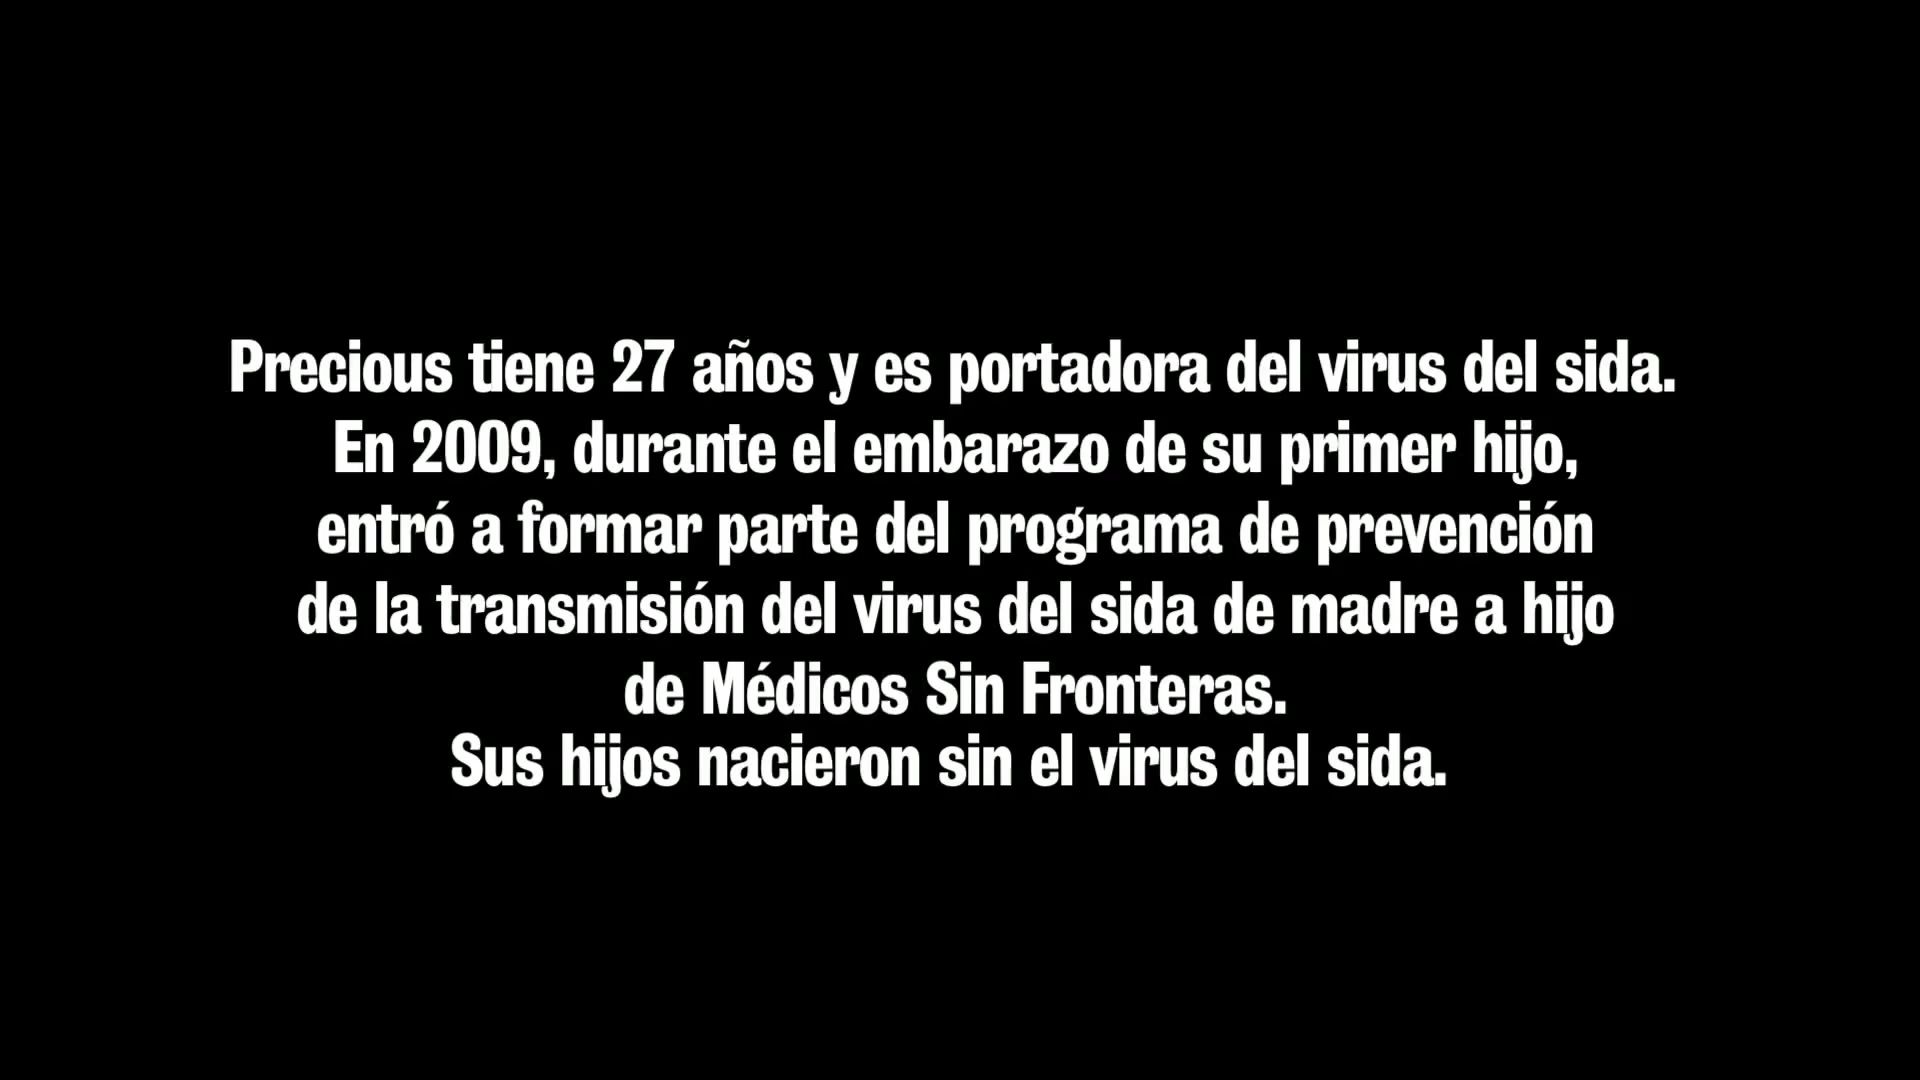 Precious tiene 27 años y es portadora del virus del sida.
En 2009, durante el embarazo de su primer hijo,
entró a formar parte del programa de prevención
de la transmisión del virus del sida de madre a hijo
de Médicos Sin Fronteras.
Sus hijos nacieron sin el virus del sida.